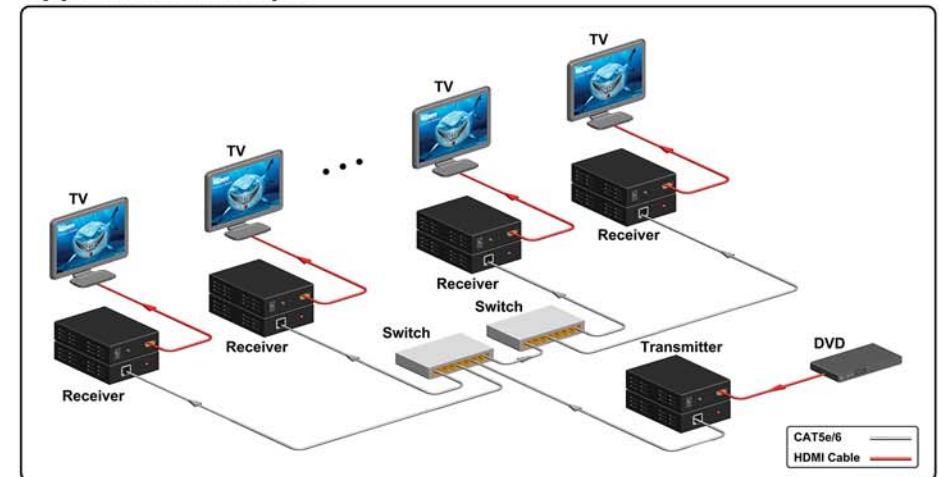 TV
TV
TV
TV
Receiver
Receiver
Switch
Switch
Receiver
Receiver
Transmitter
DVD
CAT5e/6
HDMI Cable